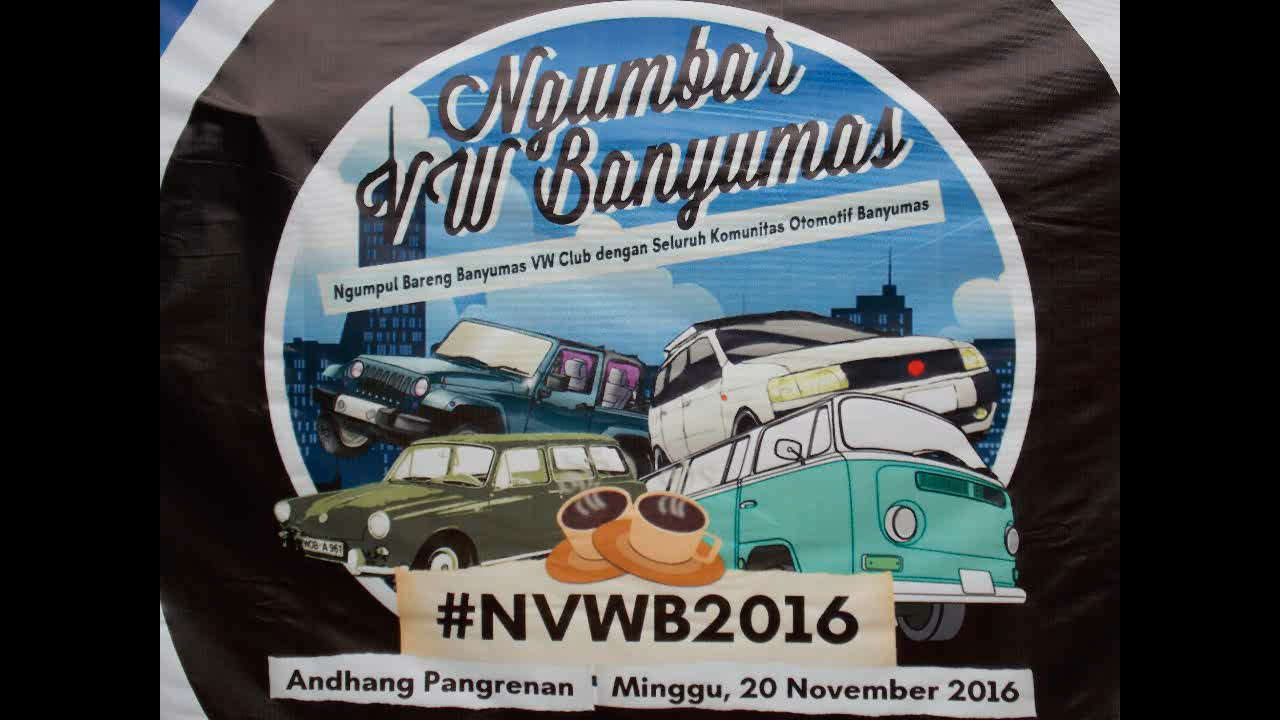 Ngumbar
VW Banyumas
Ngumpul Bareng Banyumas VW Club dengan Seluruh Komunitas Otomotif Banyumas
#NVWB2016
Andhang Pangrenan Minggu, 20 November 2016